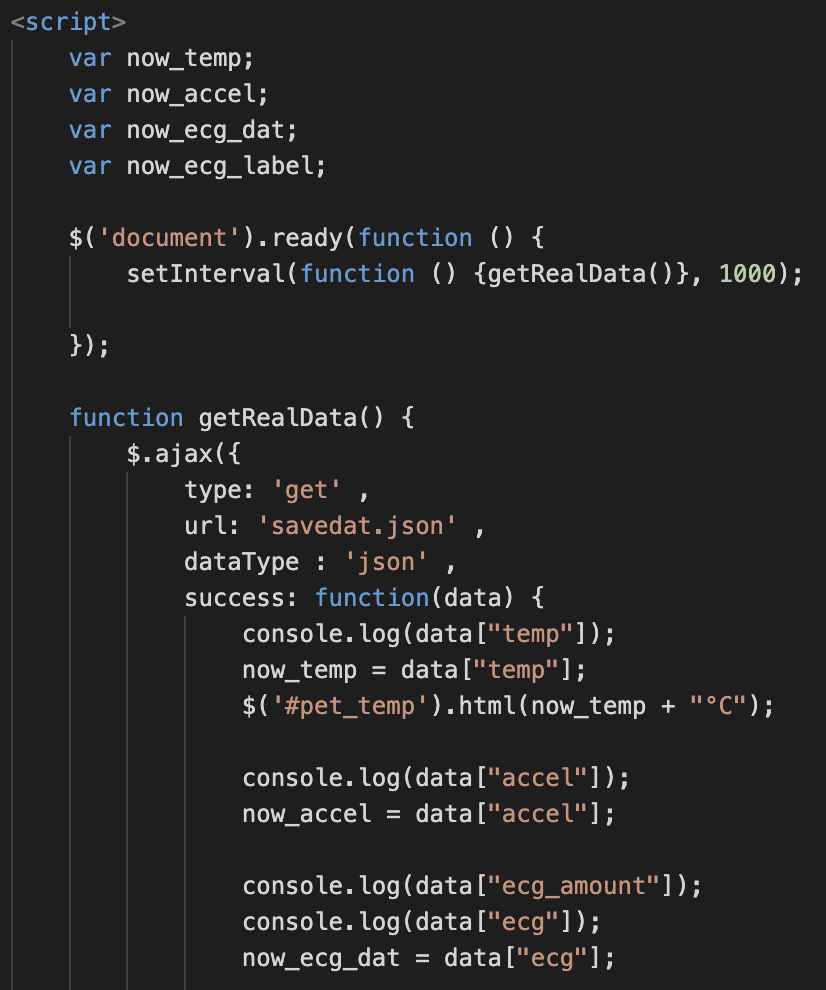 <script>
var now_temp;
var now_accel;
var now_ecg_dat;
var now_ecg_label;
$('document').ready(function () {
setInterval(function () {getRealData()}, 1000);
});
function getRealData() {
$.ajax({
type: 'get' ,
url: 'savedat.json' ,
dataType : 'json' ,
success: function(data) {
console.log(data["temp"]);
now_temp = data["temp"];
$('#pet_temp').html(now_temp + "°C");
console.log(data["accel"]);
now_accel = data["accel"];
console.log(data["ecg_amount"]);
console.log(data["ecg"]);
now_ecg_dat = data["ecg"];